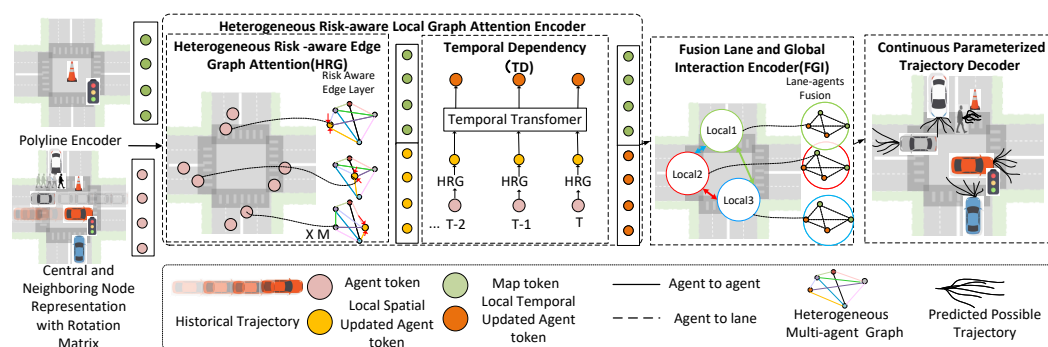 Heterogeneous Risk-aware Local Graph Attention Encoder
Heterogeneous Risk -aware Edge
Graph Attention(HRG)
Risk Aware
Edge Layer
X M
Temporal Dependency
（TD)
Temporal Transfomer
HRG HRG HRG
... T-2 T-1 T
Fusion Lane and Global
Interaction Encoder(FGI)
Lane-agents
Fusion
Local1
Local2
Local3
Continuous Parameterized
Trajectory Decoder
Polyline Encoder
Central and
Neighboring Node
Representation
with Rotation
Matrix
Historical Trajectory
Agent token
Local Spatial
Updated Agent
token
Map token
Local Temporal
Updated Agent
token
Agent to agent
Agent to lane
Heterogeneous
Multi-agent Graph
Predicted Possible
Trajectory